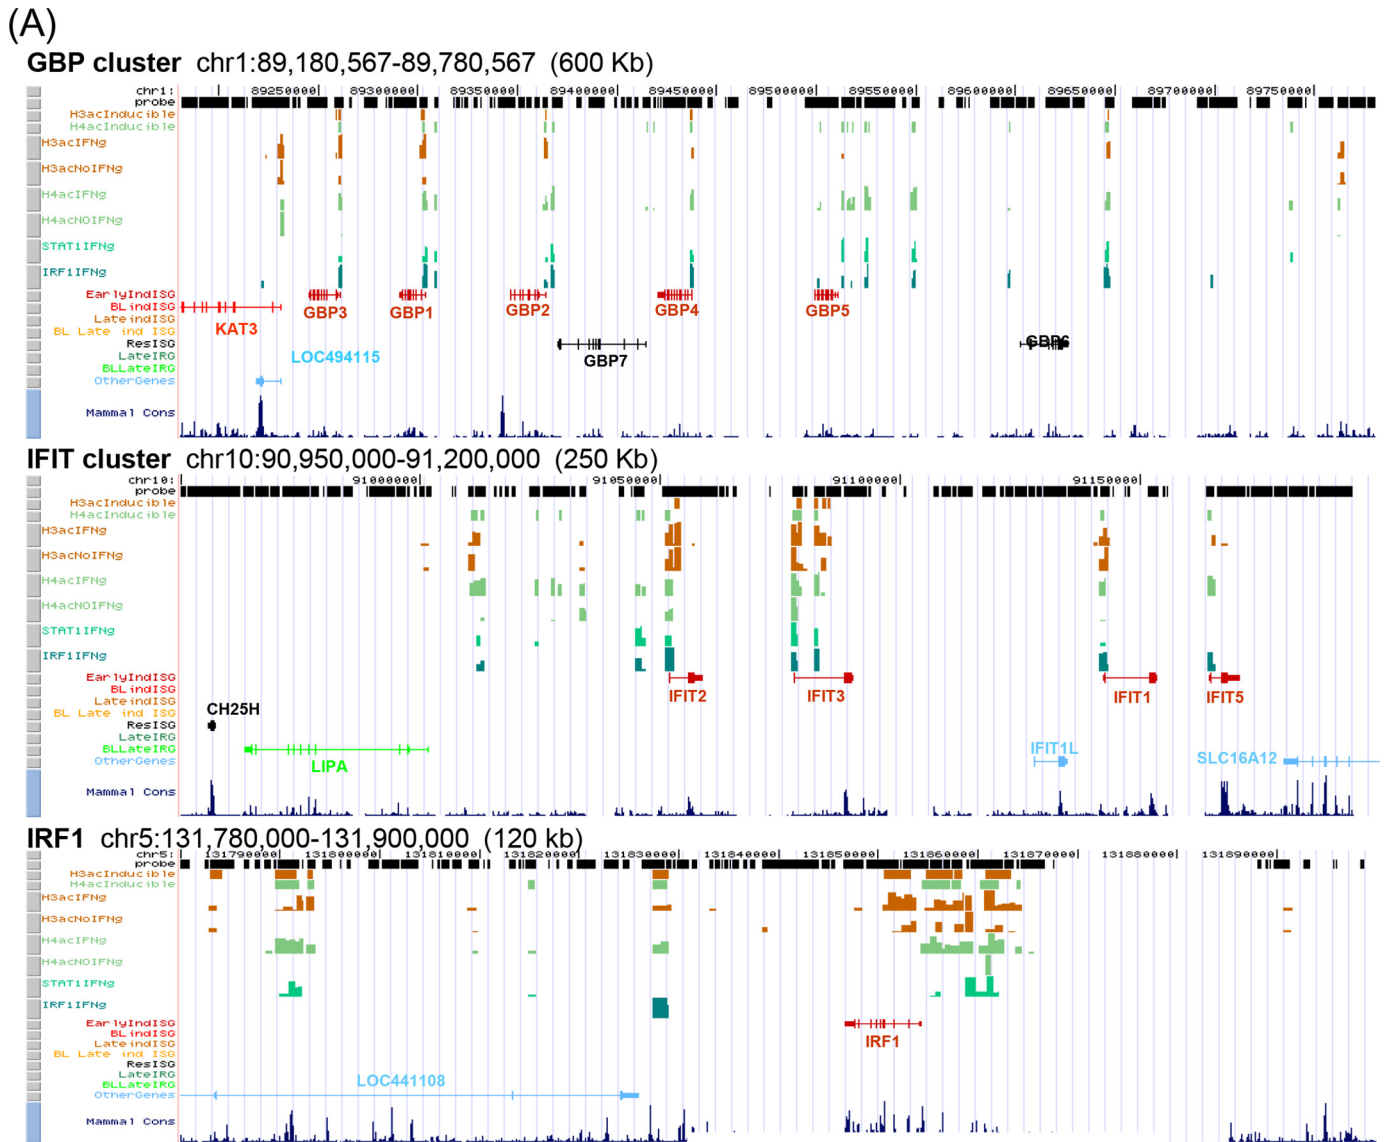 (A)
GBP cluster chr1:89,180,567-89,780,567 (600 Kb)
chr1: 89250000 89300000 89350000 89400000 89450000 89500000 89550000 89600000 89650000 89700000 89750000
probe
H3acInducible
H4acInducible
H3acIFNg
H3acNoIFNg
H4acIFNg
H4acNOIFNg
STAT1IFNg
IRF1IFNg
EarlyIndISG
BLindISG GBP3 GBP1 GBP2 GBP4 GBP5
LateindISG
BL Late ind ISG KAT3
ResISG GBP6
LateIRG LOC494115 GBP7
BLLateIRG
OtherGenes
Mammal Cons
IFIT cluster chr10:90,950,000-91,200,000 (250 Kb)
chr10: 91000000 91050000 91100000 91150000
probe
H3acInducible
H4acInducible
H3acIFNg
H3acNoIFNg
H4acIFNg
H4acNOIFNg
STAT1IFNg
IRF1IFNg
EarlyIndISG
BLindISG IFIT2 IFIT3 IFIT1 IFIT5
LateindISG
BL Late ind ISG CH25H
ResISG
LateIRG
BLLateIRG IFIT1L
OtherGenes LIPA SLC16A12
Mammal Cons
IRF1 chr5:131,780,000-131,900,000 (120 kb)
chr5: 131790000 131800000 131810000 131820000 131830000 131840000 131850000 131860000 131870000 131880000 131890000
probe
H3acInducible
H4acInducible
H3acIFNg
H3acNoIFNg
H4acIFNg
H4acNOIFNg
STAT1IFNg
IRF1IFNg
EarlyIndISG
BLindISG
LateindISG IRF1
BL Late ind ISG
ResISG
LateIRG
BLLateIRG LOC441108
OtherGenes
Mammal Cons